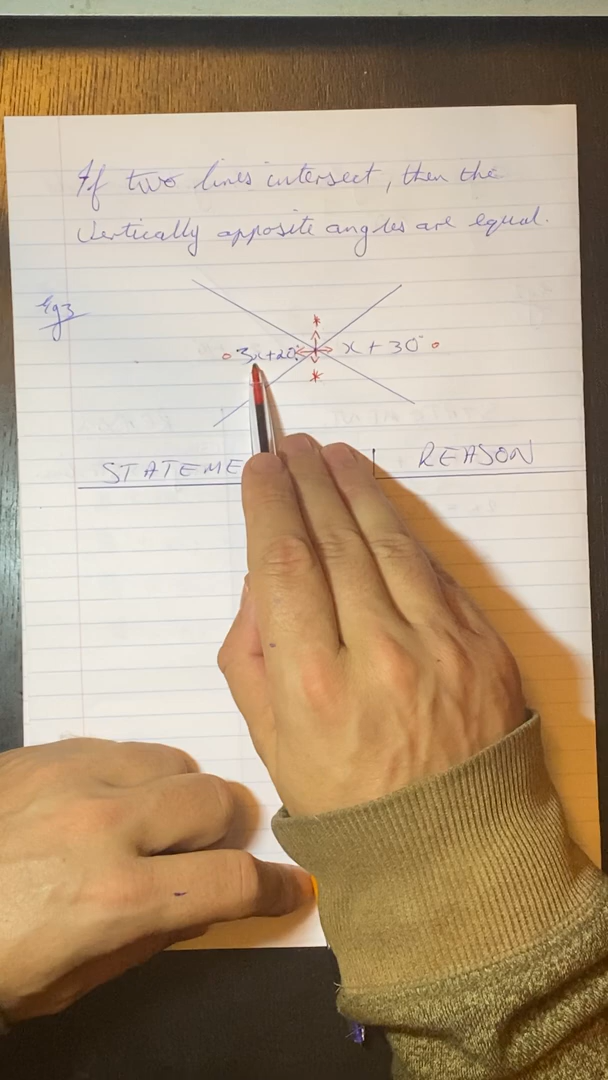 If two lines intersect, then the
vertically opposite angles are equal.
Eg3
3x+20° x+30°
STATEME
REASON